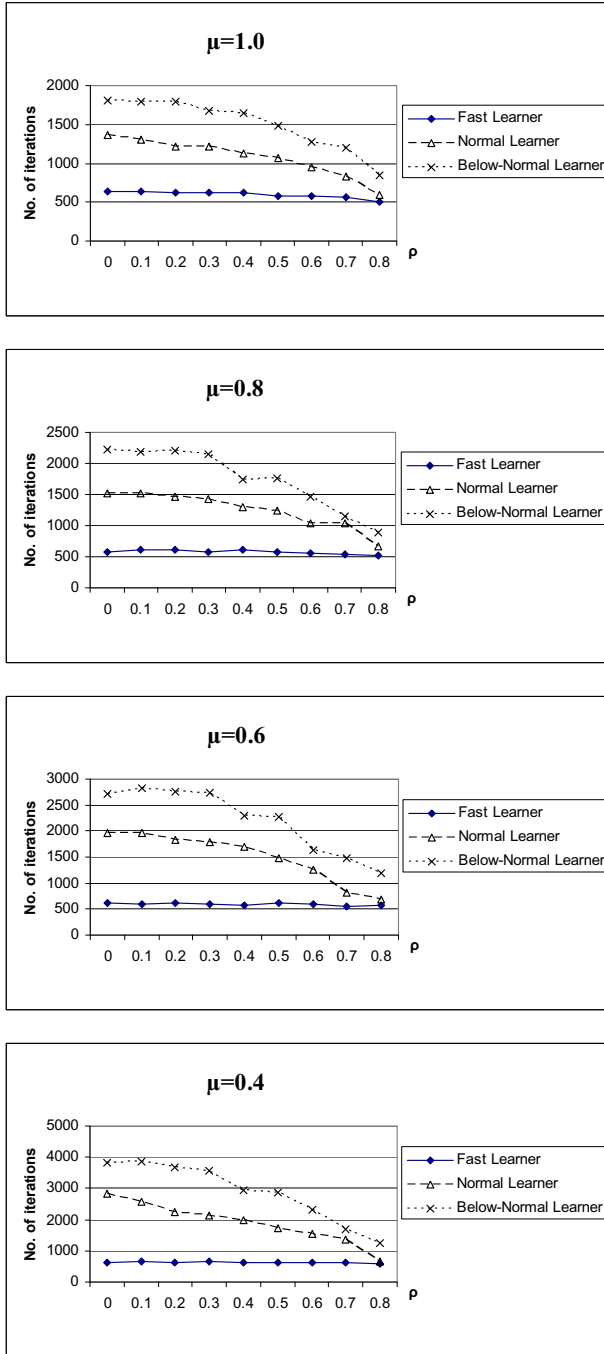 μ=1.0
No. of iterations
2000
1500
1000
500
0
0 0.1 0.2 0.3 0.4 0.5 0.6 0.7 0.8
ρ
Fast Learner
Normal Learner
Below-Normal Learner
μ=0.8
No. of iterations
2500
2000
1500
1000
500
0
0 0.1 0.2 0.3 0.4 0.5 0.6 0.7 0.8
ρ
Fast Learner
Normal Learner
Below-Normal Learner
μ=0.6
No. of iterations
3000
2500
2000
1500
1000
500
0
0 0.1 0.2 0.3 0.4 0.5 0.6 0.7 0.8
ρ
Fast Learner
Normal Learner
Below-Normal Learner
μ=0.4
No. of iterations
5000
4000
3000
2000
1000
0
0 0.1 0.2 0.3 0.4 0.5 0.6 0.7 0.8
ρ
Fast Learner
Normal Learner
Below-Normal Learner